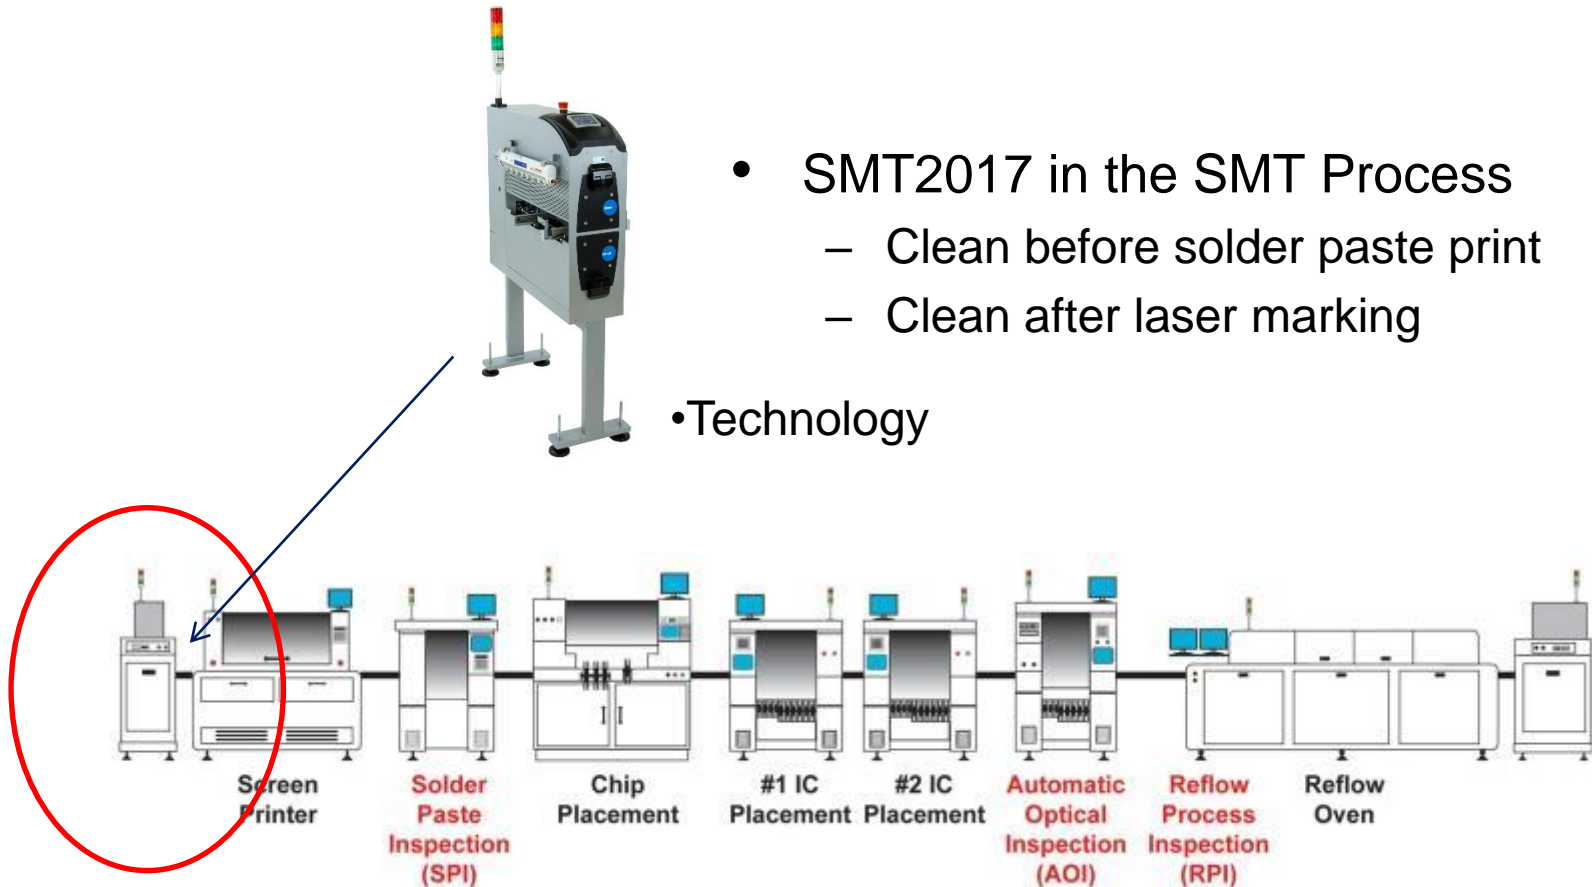 • SMT2017 in the SMT Process
– Clean before solder paste print
– Clean after laser marking
•Technology
Screen
Printer
Solder
Paste
Inspection
(SPI)
Chip
Placement
#1 IC
Placement
#2 IC
Placement
Automatic
Optical
Inspection
(AOI)
Reflow
Process
Inspection
(RPI)
Reflow
Oven